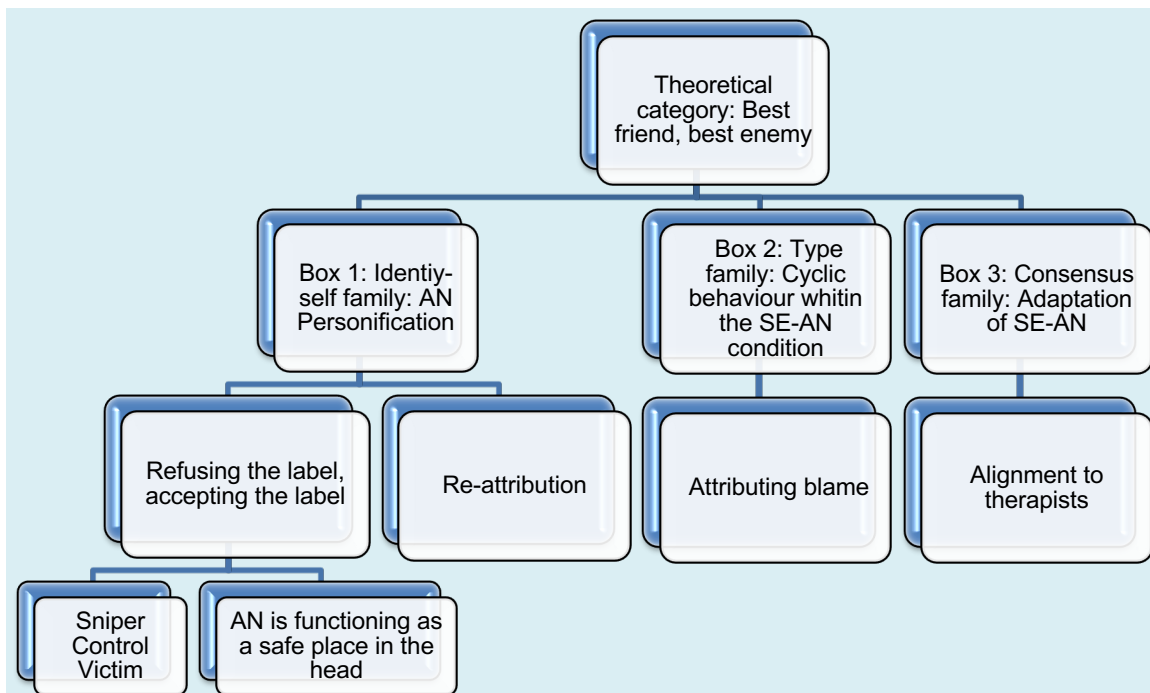 Theoretical
category: Best
friend, best enemy
Box 1: Identiy-
self family: AN
Personification
Box 2: Type
family: Cyclic
behaviour whitin
the SE-AN
condition
Box 3: Consensus
family: Adaptation
of SE-AN
Refusing the label,
accepting the label
Re-attribution
Attributing blame
Alignment to
therapists
Sniper
Control
Victim
AN is functioning as
a safe place in the
head